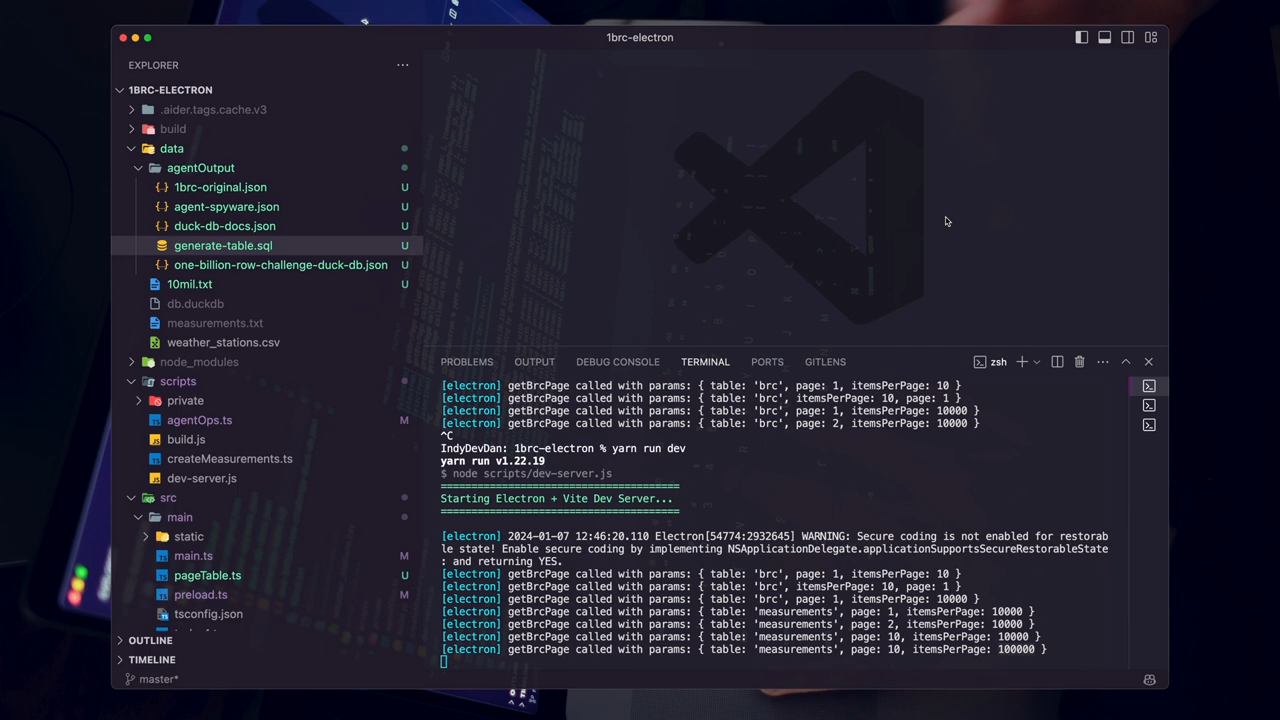 1brc-electron
EXPLORER
1BRC-ELECTRON
.aider.tags.cache.v3
build
data
agentOutput
1brc-original.json U
agent-spyware.json U
duck-db-docs.json U
generate-table.sql U
one-billion-row-challenge-duck-db.json U
10mil.txt U
db.duckdb
measurements.txt
weather_stations.csv
node_modules
scripts
private
agentOps.ts M
build.js
createMeasurements.ts
dev-server.js
src
main
static
main.ts M
pageTable.ts U
preload.ts M
tsconfig.json
OUTLINE
TIMELINE
master*
PROBLEMS OUTPUT DEBUG CONSOLE TERMINAL PORTS GITLENS zsh
[electron] getBrcPage called with params: { table: 'brc', page: 1, itemsPerPage: 10 }
[electron] getBrcPage called with params: { table: 'brc', itemsPerPage: 10, page: 1 }
[electron] getBrcPage called with params: { table: 'brc', page: 1, itemsPerPage: 10000 }
[electron] getBrcPage called with params: { table: 'brc', page: 2, itemsPerPage: 10000 }
^C
IndyDevDan: 1brc-electron % yarn run dev
yarn run v1.22.19
$ node scripts/dev-server.js
=======================================
Starting Electron + Vite Dev Server...
=======================================
[electron] 2024-01-07 12:46:20.110 Electron[54774:2932645] WARNING: Secure coding is not enabled for restorab
le state! Enable secure coding by implementing NSApplicationDelegate.applicationSupportsSecureRestorableState
: and returning YES.
[electron] getBrcPage called with params: { table: 'brc', page: 1, itemsPerPage: 10 }
[electron] getBrcPage called with params: { table: 'brc', itemsPerPage: 10, page: 1 }
[electron] getBrcPage called with params: { table: 'brc', page: 1, itemsPerPage: 10000 }
[electron] getBrcPage called with params: { table: 'measurements', page: 1, itemsPerPage: 10000 }
[electron] getBrcPage called with params: { table: 'measurements', page: 2, itemsPerPage: 10000 }
[electron] getBrcPage called with params: { table: 'measurements', page: 10, itemsPerPage: 10000 }
[electron] getBrcPage called with params: { table: 'measurements', page: 10, itemsPerPage: 100000 }